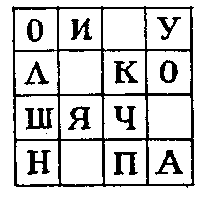 О И У
Л К О
Ш Я Ч
Н П А